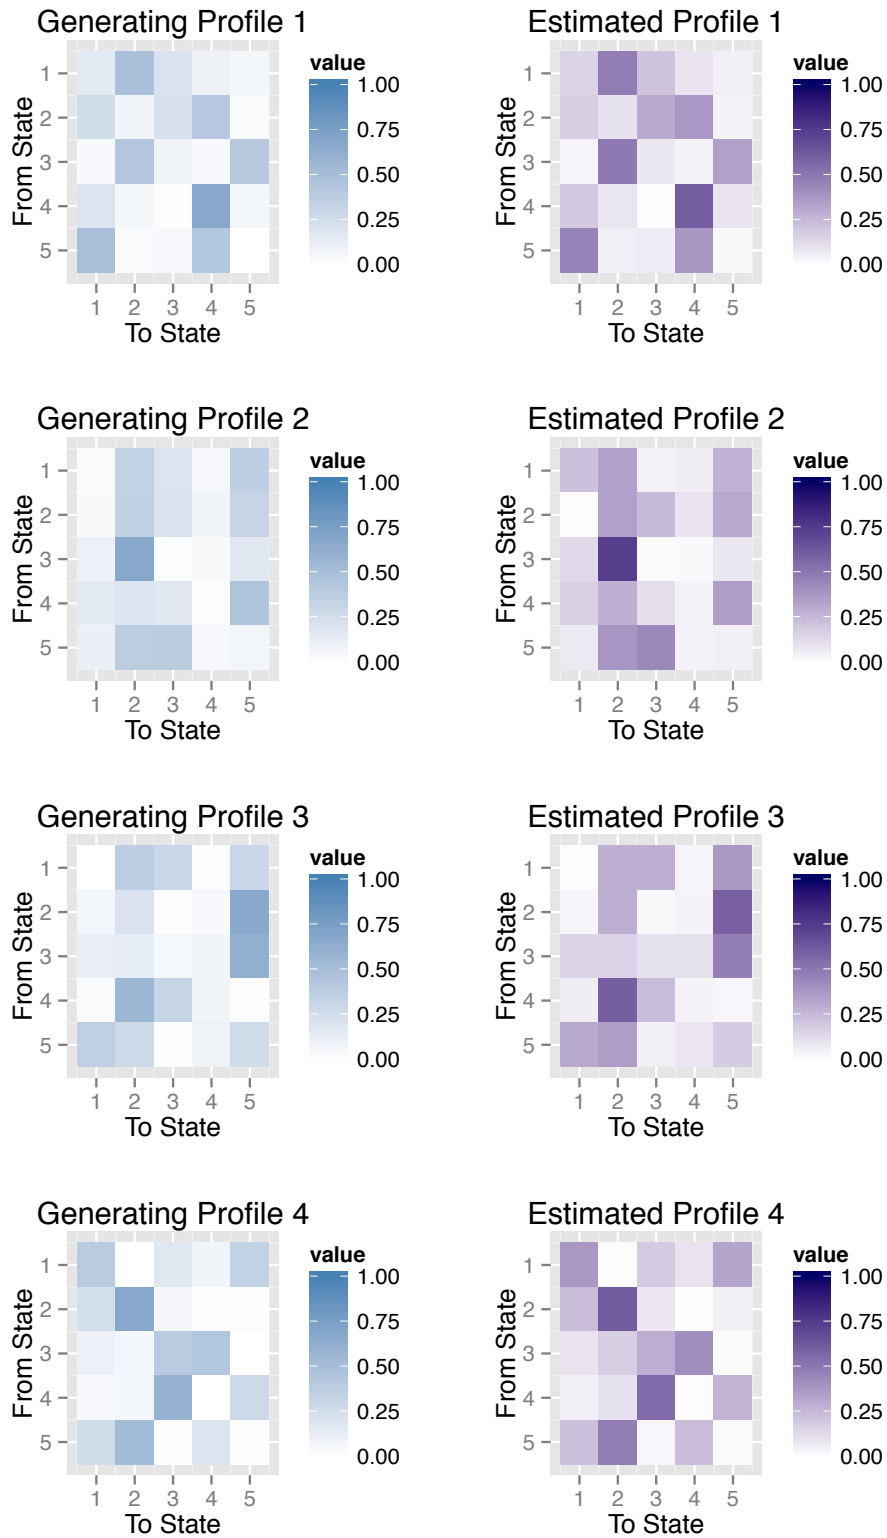 Generating Profile 1
From State
1
2
3
4
5
1 2 3 4 5
To State
value
1.00
0.75
0.50
0.25
0.00
Estimated Profile 1
From State
1
2
3
4
5
1 2 3 4 5
To State
value
1.00
0.75
0.50
0.25
0.00
Generating Profile 2
From State
1
2
3
4
5
1 2 3 4 5
To State
value
1.00
0.75
0.50
0.25
0.00
Estimated Profile 2
From State
1
2
3
4
5
1 2 3 4 5
To State
value
1.00
0.75
0.50
0.25
0.00
Generating Profile 3
From State
1
2
3
4
5
1 2 3 4 5
To State
value
1.00
0.75
0.50
0.25
0.00
Estimated Profile 3
From State
1
2
3
4
5
1 2 3 4 5
To State
value
1.00
0.75
0.50
0.25
0.00
Generating Profile 4
From State
1
2
3
4
5
1 2 3 4 5
To State
value
1.00
0.75
0.50
0.25
0.00
Estimated Profile 4
From State
1
2
3
4
5
1 2 3 4 5
To State
value
1.00
0.75
0.50
0.25
0.00